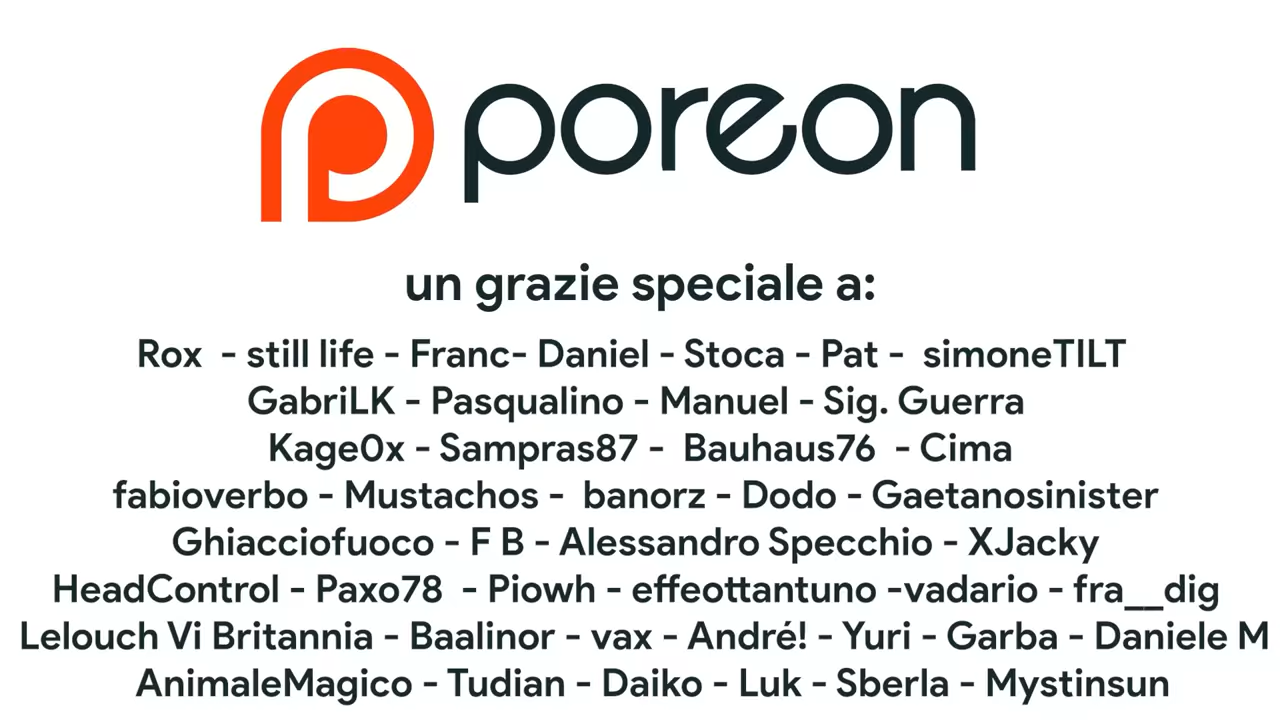 poreon
un grazie speciale a:
Rox - still life - Franc- Daniel - Stoca - Pat - simoneTILT
GabriLK - Pasqualino - Manuel - Sig. Guerra
Kage0x - Sampras87 - Bauhaus76 - Cima
fabioverbo - Mustachos - banorz - Dodo - Gaetanosinister
Ghiacciofuoco - F B - Alessandro Specchio - XJacky
HeadControl - Paxo78 - Piowh - effeottantuno -vadario - fra__dig
Lelouch Vi Britannia - Baalinor - vax - André! - Yuri - Garba - Daniele M
AnimaleMagico - Tudian - Daiko - Luk - Sberla - Mystinsun